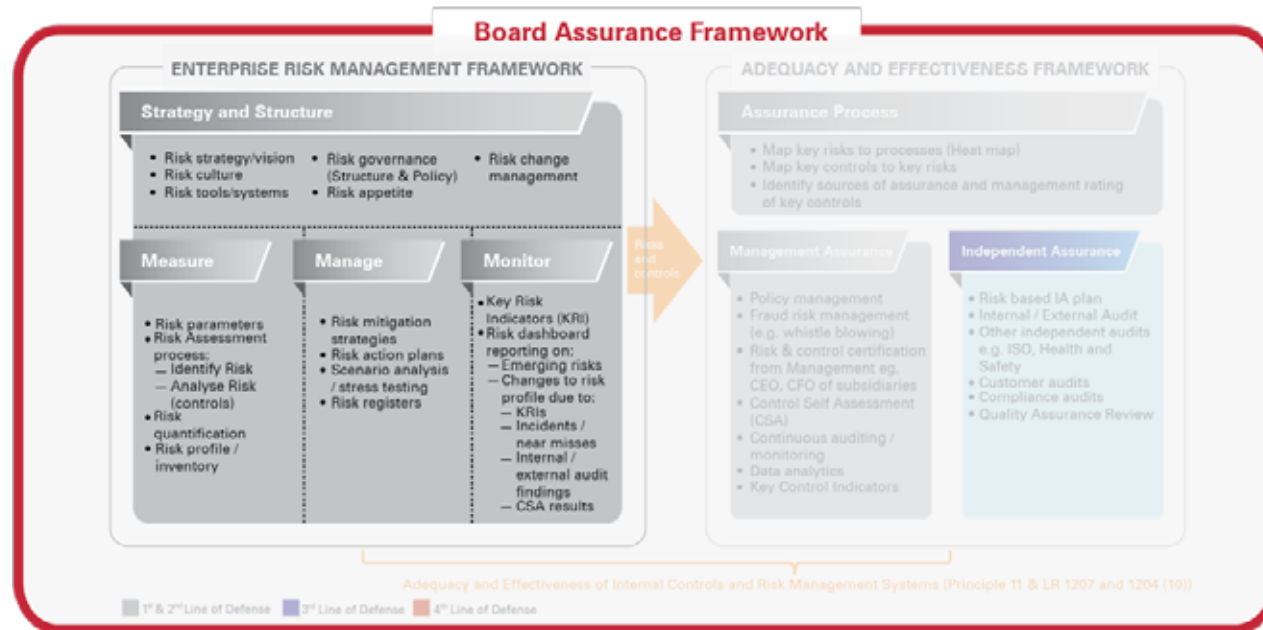 Board Assurance Framework
ENTERPRISE RISK MANAGEMENT FRAMEWORK
Strategy and Structure
• Risk strategy/vision
• Risk culture
• Risk tools/systems
• Risk governance
(Structure & Policy)
• Risk appetite
• Risk change
management
Measure
• Risk parameters
• Risk Assessment
process:
— Identify Risk
— Analyse Risk
(controls)
• Risk
quantification
• Risk profile /
inventory
Manage
• Risk mitigation
strategies
• Risk action plans
• Scenario analysis
/ stress testing
• Risk registers
Monitor
• Key Risk
Indicators (KRI)
• Risk dashboard
reporting on:
— Emerging risks
— Changes to risk
profile due to:
— KRIs
— Incidents /
near misses
— Internal /
external audit
findings
— CSA results
Risks
and
controls
ADEQUACY AND EFFECTIVENESS FRAMEWORK
Assurance Process
• Map key risks to processes (Heat map)
• Map key controls to key risks
• Identify sources of assurance and management rating
of key controls
Management Assurance
• Policy management
• Fraud risk management
(e.g. whistle blowing)
• Risk & control certification
from Management eg.
CEO, CFO of subsidiaries
• Control Self Assessment
(CSA)
• Continuous auditing /
monitoring
• Data analytics
• Key Control Indicators
Independent Assurance
• Risk based IA plan
• Internal / External Audit
• Other independent audits
e.g. ISO, Health and
Safety
• Customer audits
• Compliance audits
• Quality Assurance Review
Adequacy and Effectiveness of Internal Controls and Risk Management Systems (Principle 11 & LR 1207 and 1204 (10))
1st & 2nd Line of Defense
3rd Line of Defense
4th Line of Defense